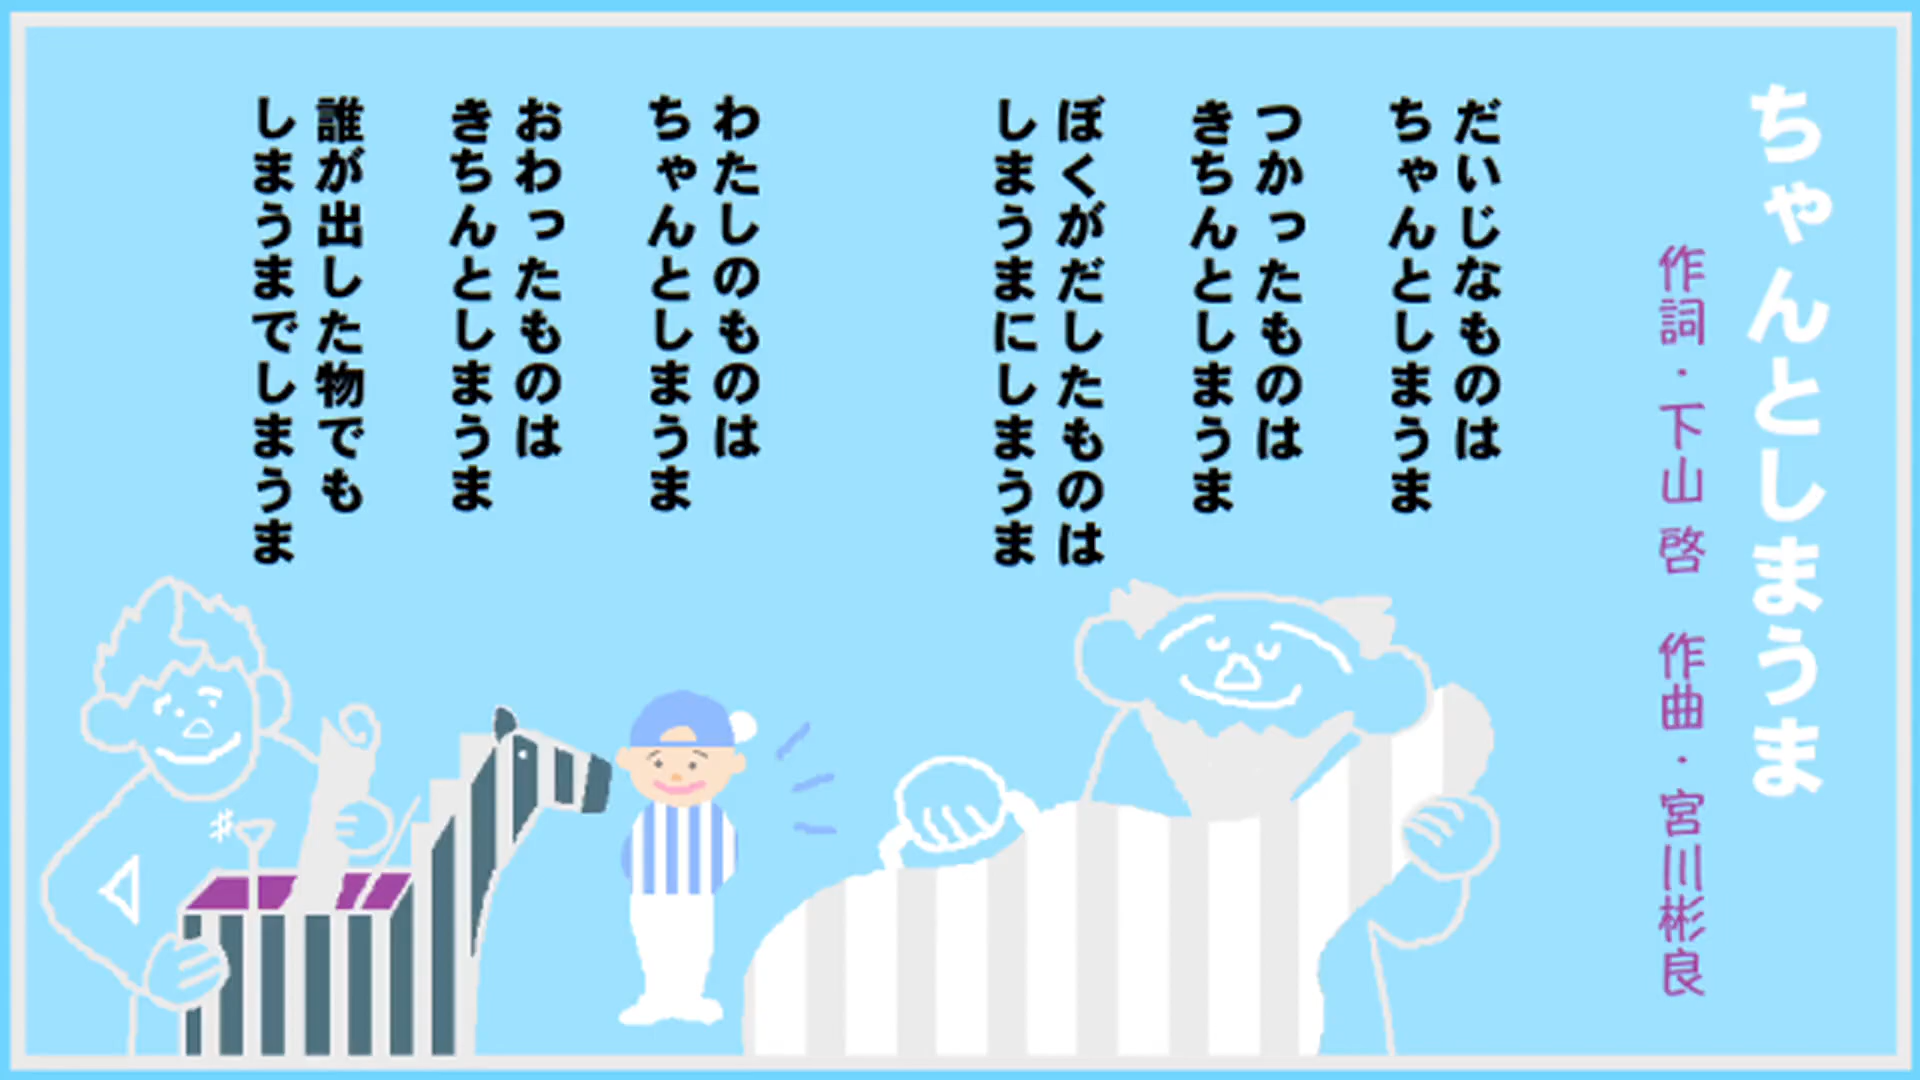 ちゃんとしまうま
作詞・下山 啓　作曲・宮川彬良
だいじなものは
ちゃんとしまうま
つかったものは
きちんとしまうま
ぼくがだしたものは
しまうまにしまうま
わたしのものは
ちゃんとしまうま
おわったものは
きちんとしまうま
誰が出した物でも
しまうまでしまうま